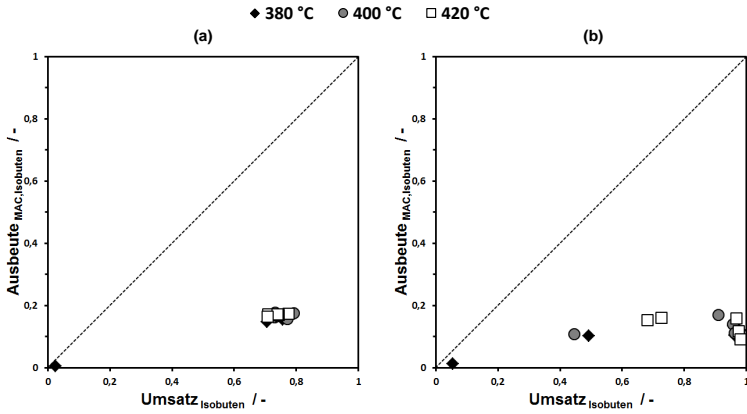 380 °C 400 °C 420 °C
(a) (b)
1 1
0,8 0,8
0,6 0,6
0,4 0,4
0,2 0,2
0 0
0 0,2 0,4 0,6 0,8 1 0 0,2 0,4 0,6 0,8 1
Ausbeute MAC,Isobuten / - Ausbeute MAC,Isobuten / -
Umsatz Isobuten / - Umsatz Isobuten / -